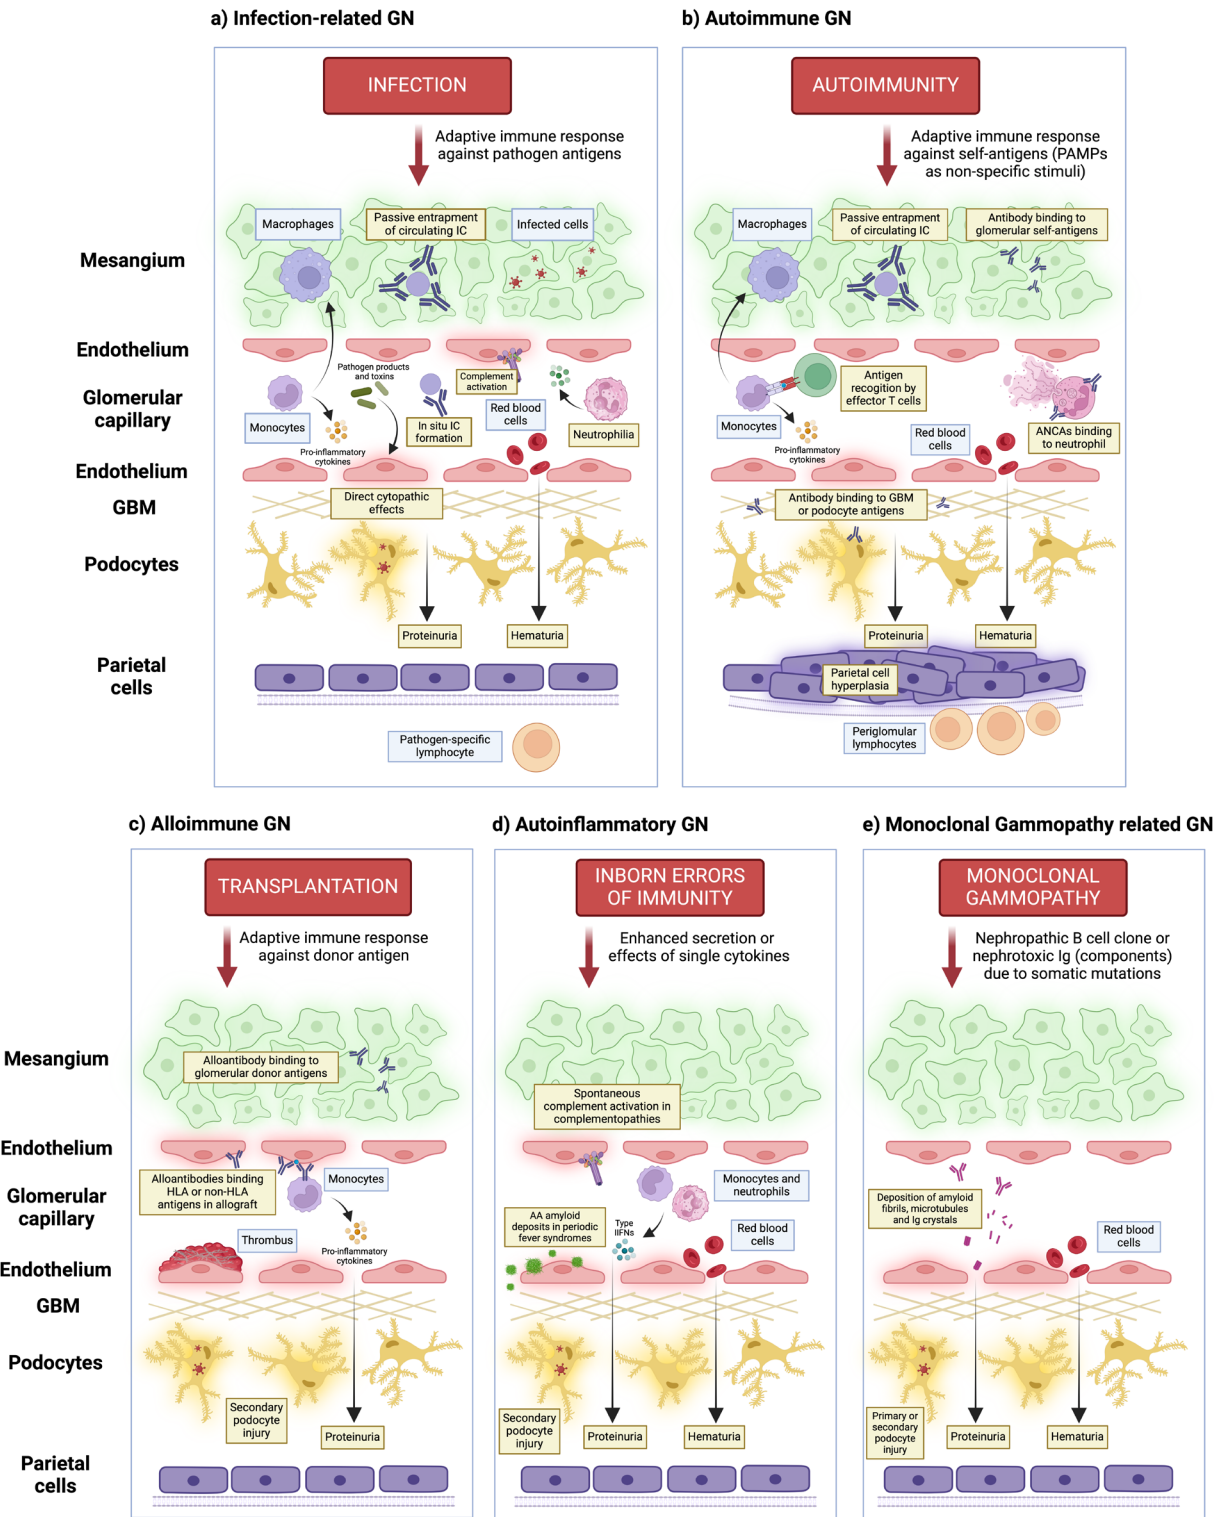 a) Infection-related GN
INFECTION
Adaptive immune response
against pathogen antigens
Macrophages
Passive entrapment
of circulating IC
Infected cells
Mesangium
Endothelium
Glomerular
capillary
Endothelium
GBM
Podocytes
Parietal
cells
Pathogen products
and toxins
Complement
activation
Monocytes
In situ IC
formation
Red blood
cells
Neutrophilia
Pro-inflammatory
cytokines
Direct cytopathic
effects
Proteinuria
Hematuria
Pathogen-specific
lymphocyte
b) Autoimmune GN
AUTOIMMUNITY
Adaptive immune response
against self-antigens (PAMPs
as non-specific stimuli)
Macrophages
Passive entrapment
of circulating IC
Antibody binding to
glomerular self-antigens
Antigen
recogition by
effector T cells
Monocytes
Pro-inflammatory
cytokines
Red blood
cells
ANCAs binding
to neutrophil
Antibody binding to GBM
or podocyte antigens
Proteinuria
Hematuria
Parietal cell
hyperplasia
Periglomular
lymphocytes
c) Alloimmune GN
TRANSPLANTATION
Adaptive immune response
against donor antigen
Mesangium
Endothelium
Glomerular
capillary
Endothelium
GBM
Podocytes
Parietal
cells
Alloantibody binding to
glomerular donor antigens
Alloantibodies binding
HLA or non-HLA
antigens in allograft
Monocytes
Thrombus
Pro-inflammatory
cytokines
Secondary
podocyte
injury
Proteinuria
d) Autoinflammatory GN
INBORN ERRORS
OF IMMUNITY
Enhanced secretion or
effects of single cytokines
Spontaneous
complement activation in
complementopathies
Monocytes and
neutrophils
AA amyloid
deposits in periodic
fever syndromes
Type
IIFNs
Red blood
cells
Secondary
podocyte
injury
Proteinuria
Hematuria
e) Monoclonal Gammopathy related GN
MONOCLONAL
GAMMOPATHY
Nephropathic B cell clone or
nephrotoxic Ig (components)
due to somatic mutations
Deposition of amyloid
fibrils, microtubules
and Ig crystals
Red blood
cells
Primary or
secondary
podocyte
injury
Proteinuria
Hematuria